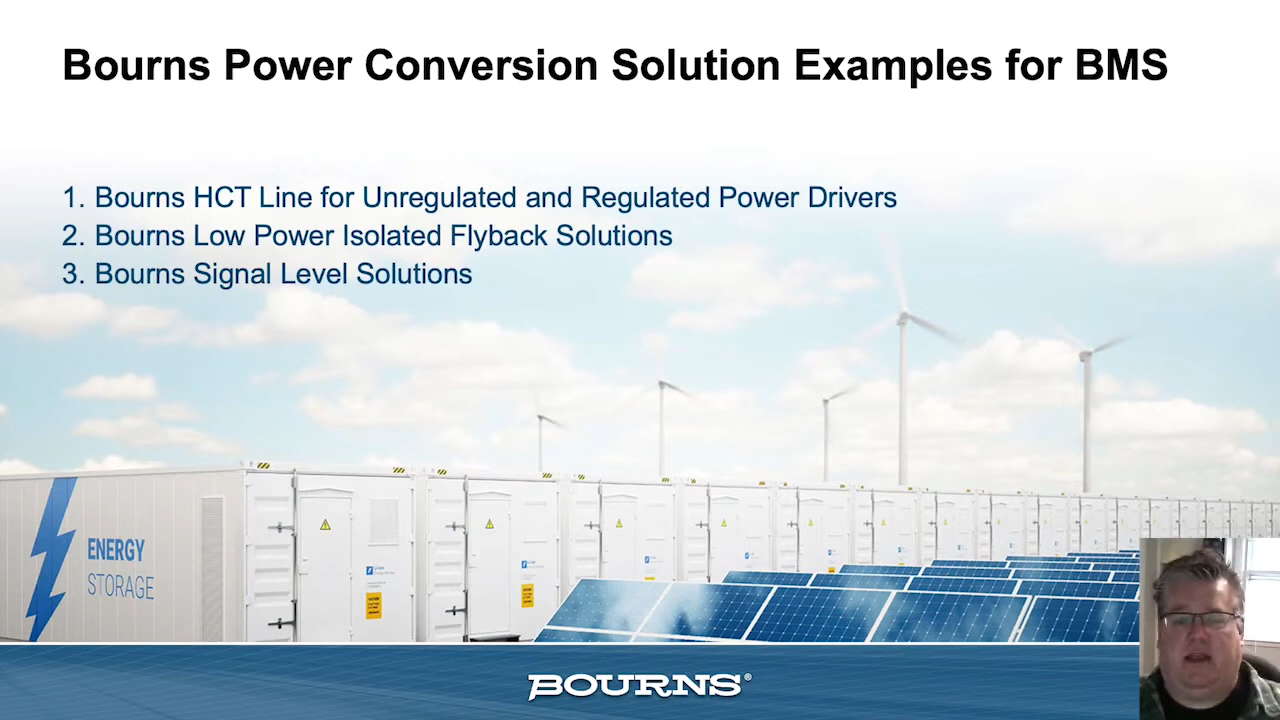 Bourns Power Conversion Solution Examples for BMS
1. Bourns HCT Line for Unregulated and Regulated Power Drivers
2. Bourns Low Power Isolated Flyback Solutions
3. Bourns Signal Level Solutions
ENERGY
STORAGE
BOURNS®